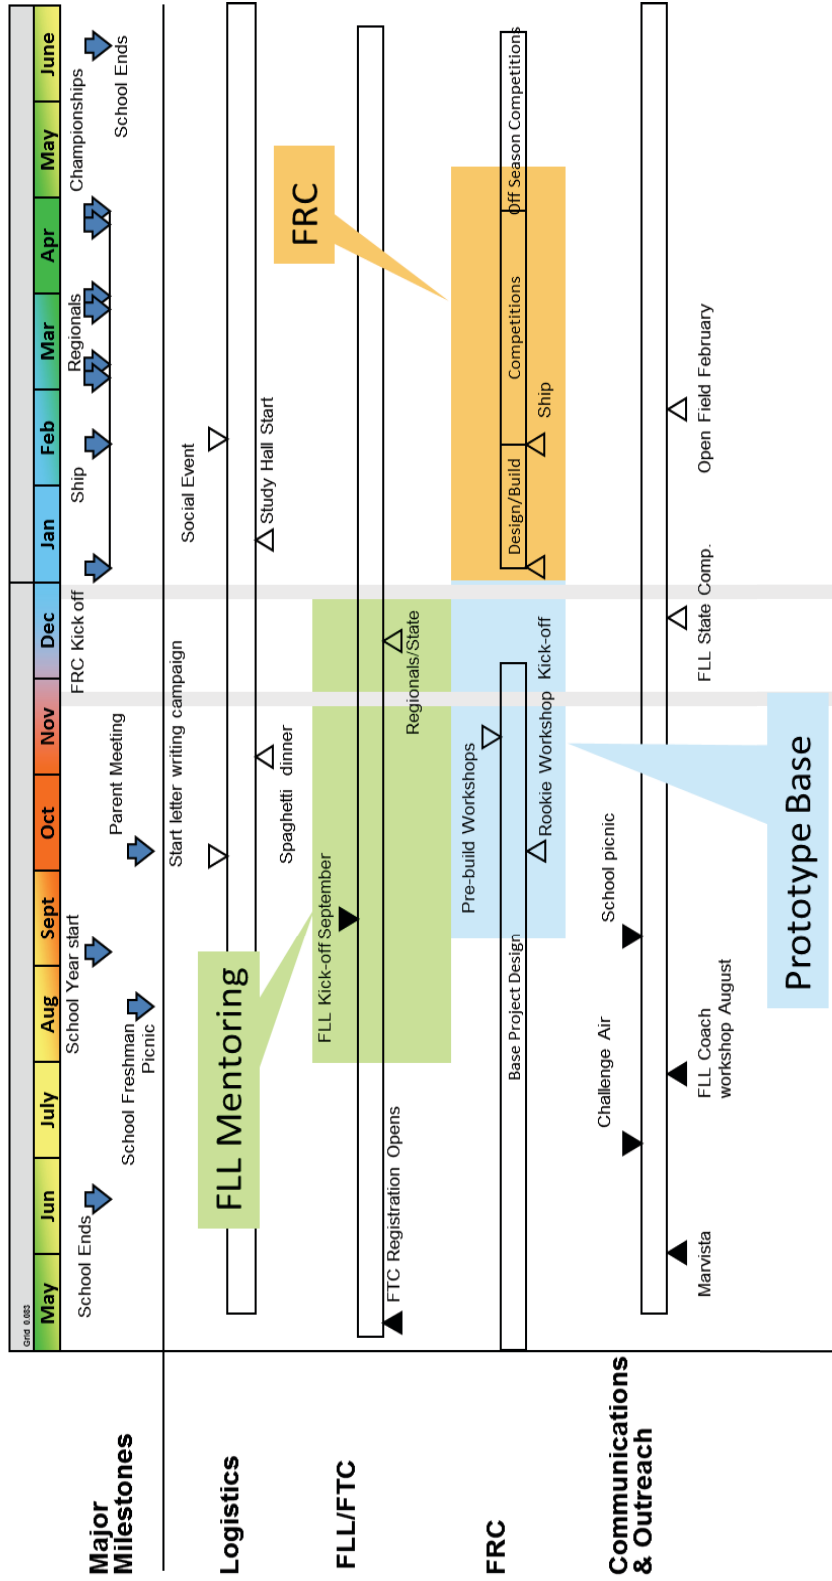 Grid 0.083
May
Jun
July
Aug
Sept
Oct
Nov
Dec
Jan
Feb
Mar
Apr
May
June
Major
Milestones
School Ends
School Freshman
Picnic
School Year start
Parent Meeting
FRC Kick off
Ship
Regionals
Championships
School Ends
Logistics
Start letter writing campaign
Spaghetti dinner
Social Event
Study Hall Start
FLL Mentoring
FLL/FTC
FTC Registration Opens
FLL Kick-off September
Regionals/State
FRC
FRC
Base Project Design
Pre-build Workshops
Rookie Workshop Kick-off
Design/Build
Ship
Competitions
Off Season Competitions
Communications
& Outreach
Marvista
Challenge Air
FLL Coach
workshop August
School picnic
FLL State Comp.
Open Field February
Prototype Base